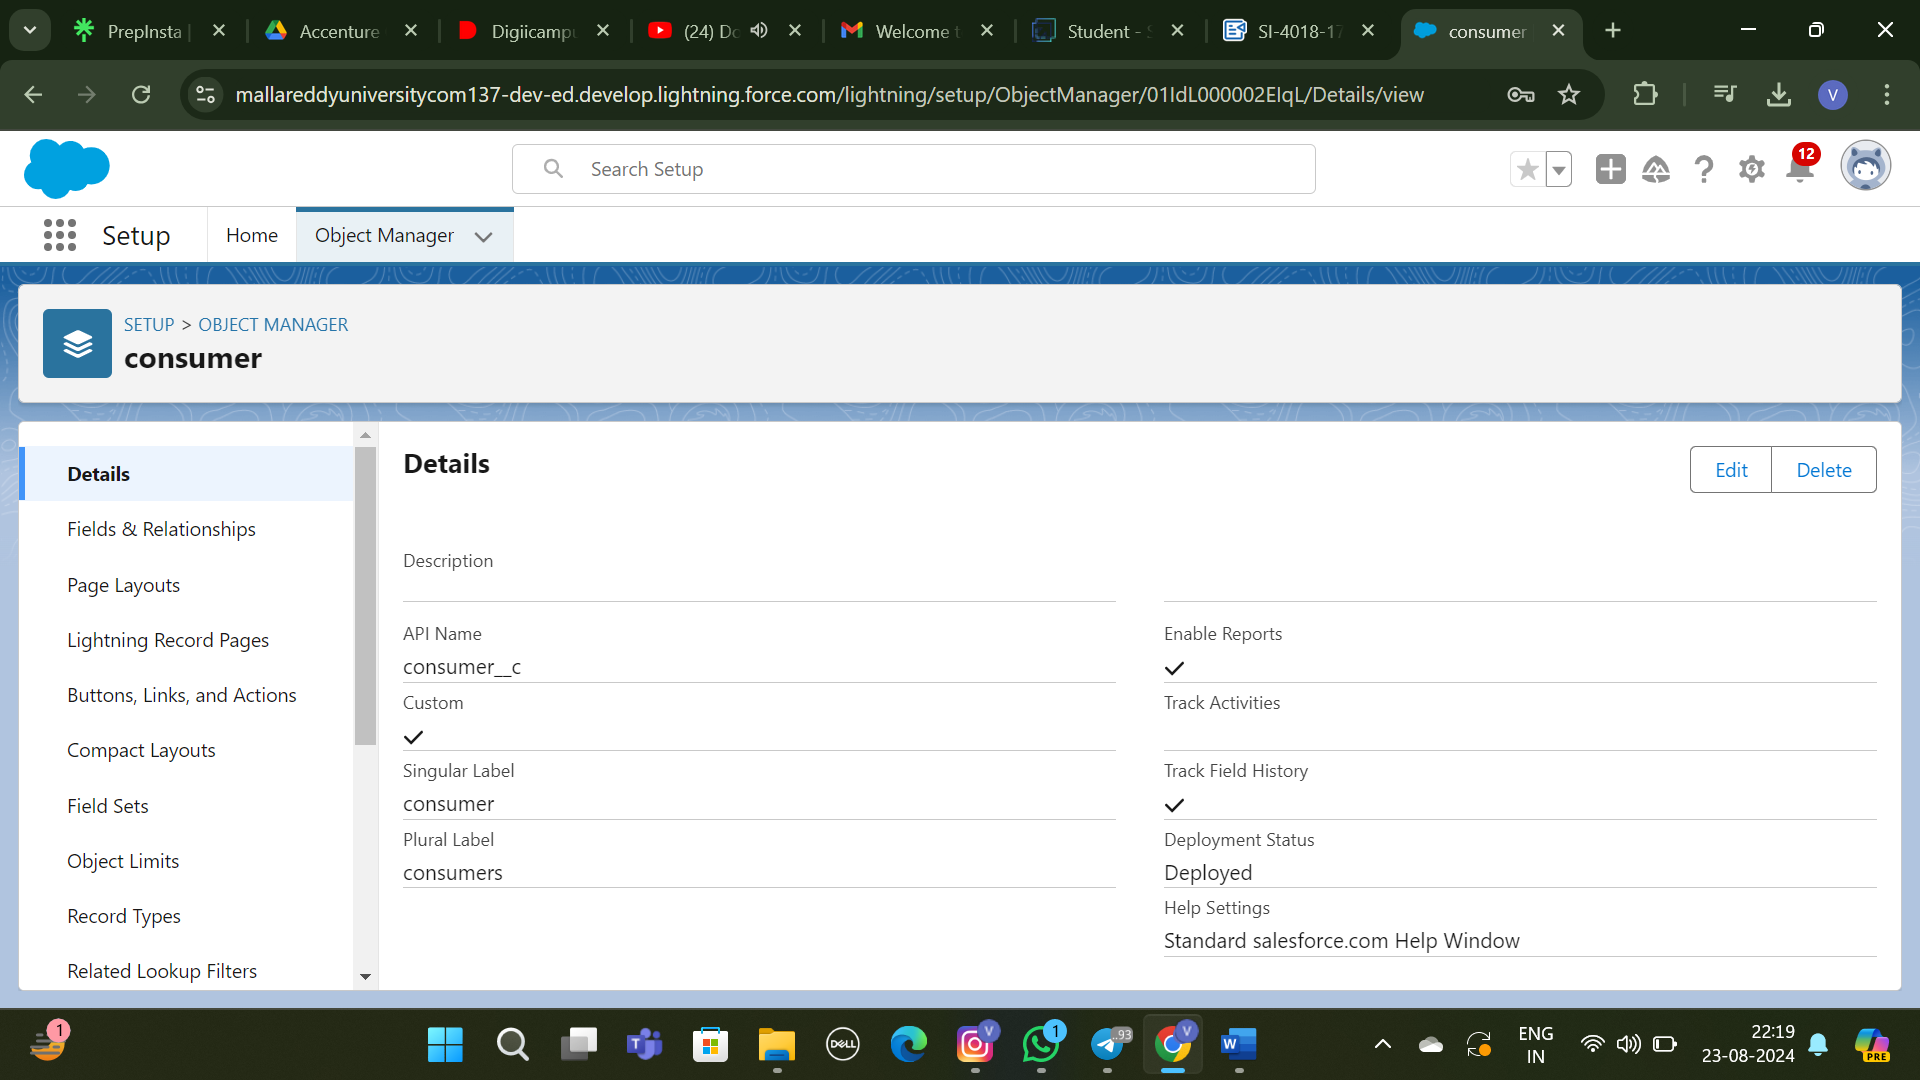 PrepInsta
Accenture
Digiicampu
(24) Do
Welcome t
Student - S
SI-4018-17
consumer
mallareddyuniversitycom137-dev-ed.develop.lightning.force.com/lightning/setup/ObjectManager/01IdL000002EIqL/Details/view
V
Search Setup
12
Setup
Home
Object Manager
SETUP > OBJECT MANAGER
consumer
Details
Fields & Relationships
Page Layouts
Lightning Record Pages
Buttons, Links, and Actions
Compact Layouts
Field Sets
Object Limits
Record Types
Related Lookup Filters
Details
Edit
Delete
Description
API Name
consumer__c
Custom
Singular Label
consumer
Plural Label
consumers
Enable Reports
Track Activities
Track Field History
Deployment Status
Deployed
Help Settings
Standard salesforce.com Help Window
1
T
DELL
V
1
.93
V
W
ENG
IN
22:19
23-08-2024
PRE